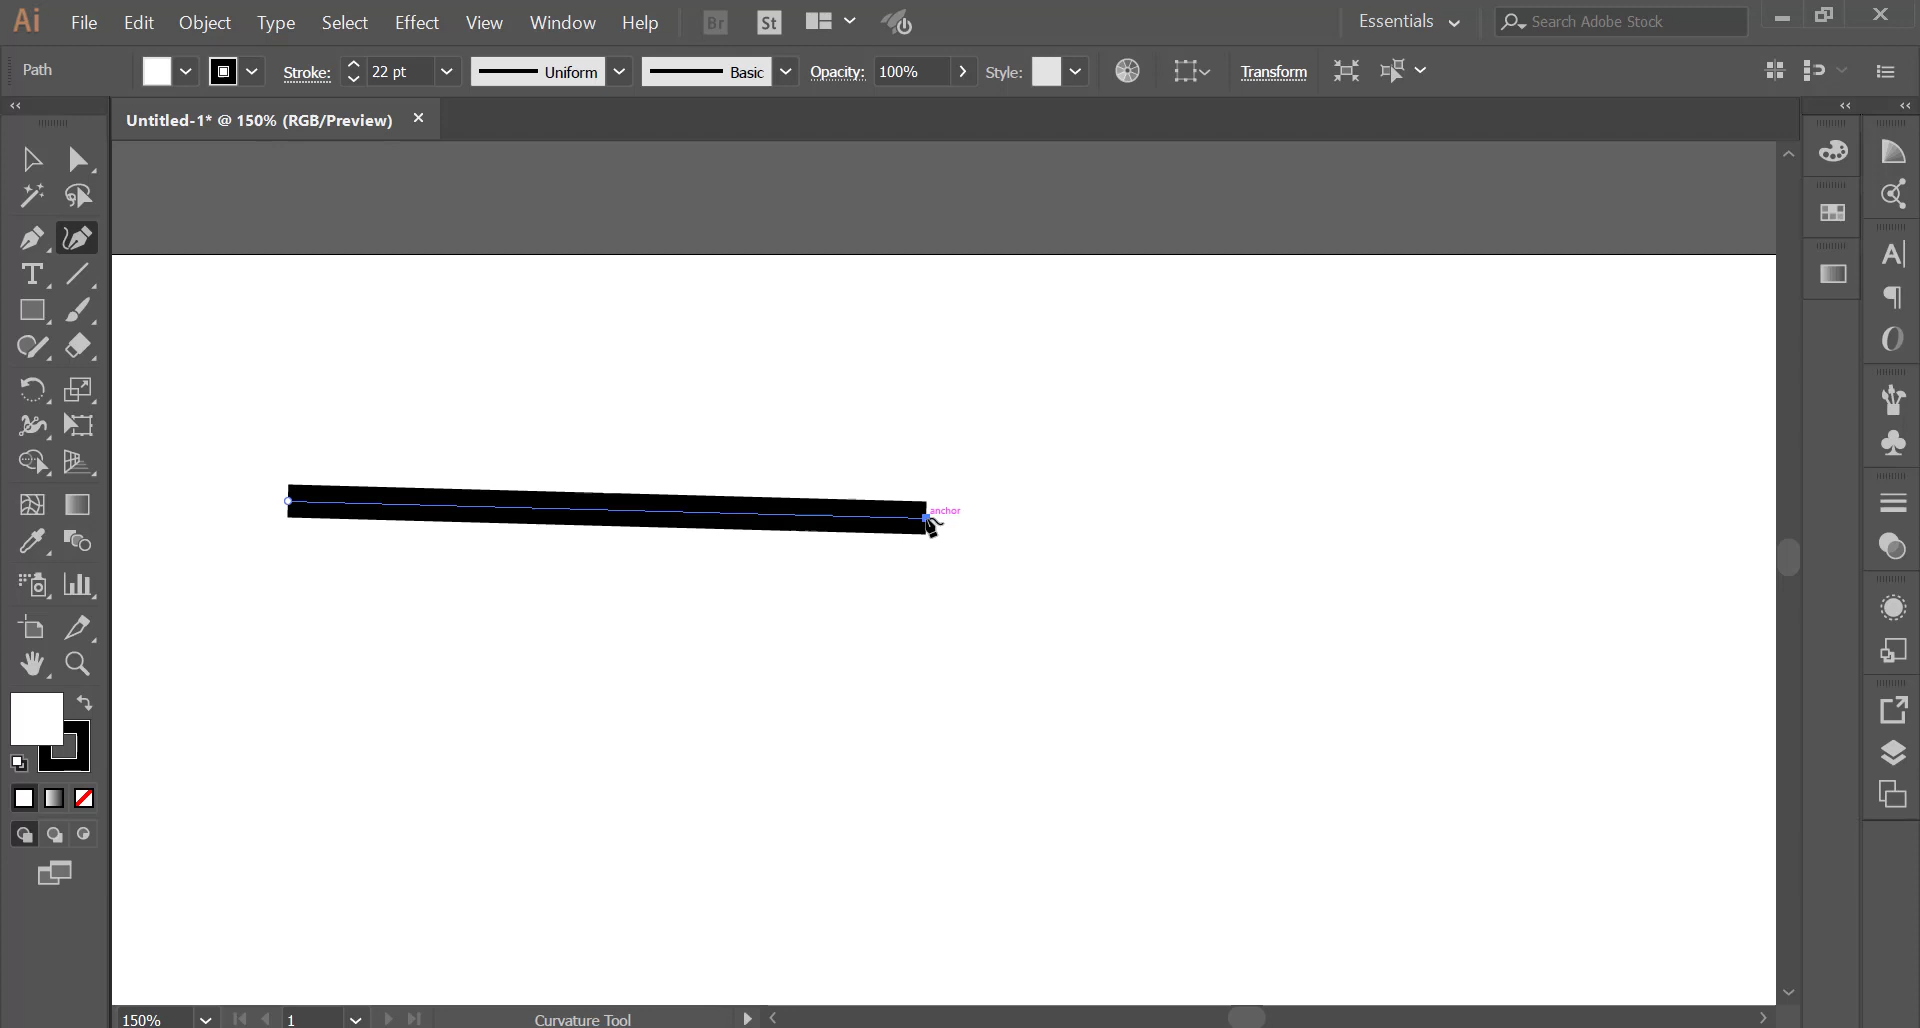 Ai File Edit Object Type Select Effect View Window Help Br St Essentials Search Adobe Stock
Path Stroke: 22 pt Uniform Basic Opacity: 100% Style: Transform
Untitled-1* @ 150% (RGB/Preview)
anchor
150% 1 Curvature Tool